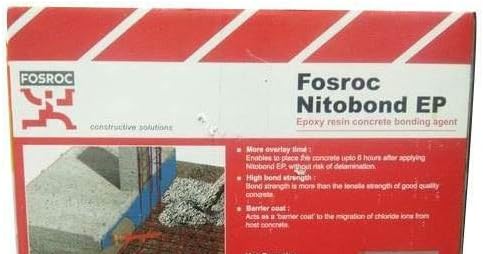 FOSROC
constructive solutions
Fosroc
Nitobond EP
Epoxy resin concrete bonding agent
More overlay time :
Enables to place the concrete upto 6 hours after applying
Nitobond EP, without risk of delamination.
High bond strength :
Bond strength is more than the tensile strength of good quality
concrete.
Barrier coat :
Acts as a 'barrier coat' to the migration of chloride ions from
host concrete.